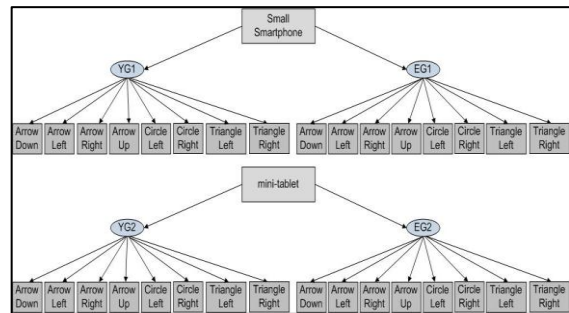 Small
Smartphone
YG1 EG1
Arrow Arrow Arrow Arrow Circle Circle Triangle Triangle Arrow Arrow Arrow Arrow Circle Circle Triangle Triangle
Down Left Right Up Left Right Left Right Down Left Right Up Left Right Left Right
mini-tablet
YG2 EG2
Arrow Arrow Arrow Arrow Circle Circle Triangle Triangle Arrow Arrow Arrow Arrow Circle Circle Triangle Triangle
Down Left Right Up Left Right Left Right Down Left Right Up Left Right Left Right